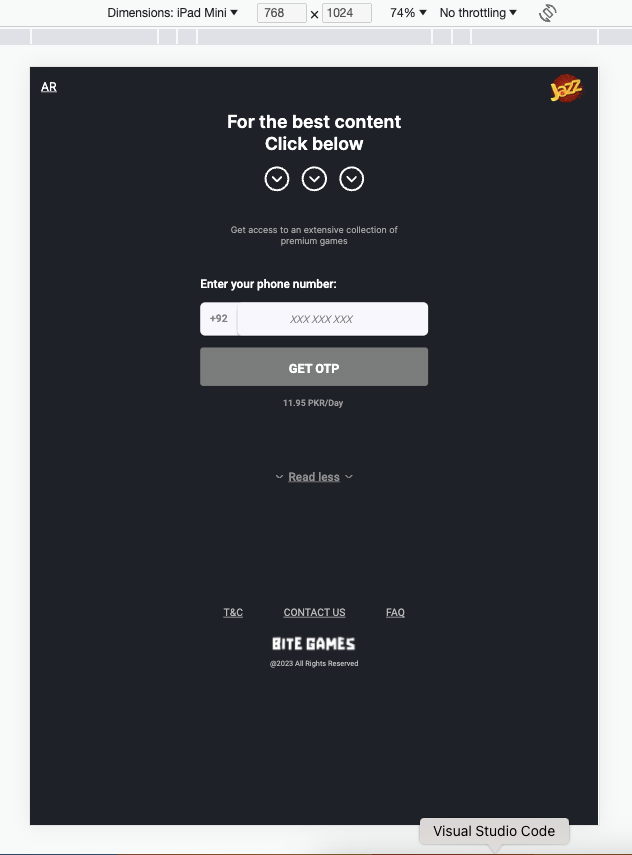 Dimensions: iPad Mini 768 × 1024 74% No throttling
AR
Jazz
For the best content
Click below
Get access to an extensive collection of
premium games
Enter your phone number:
+92 XXX XXX XXX
GET OTP
11.95 PKR/Day
Read less
T&C CONTACT US FAQ
BITE GAMES
@2023 All Rights Reserved
Visual Studio Code